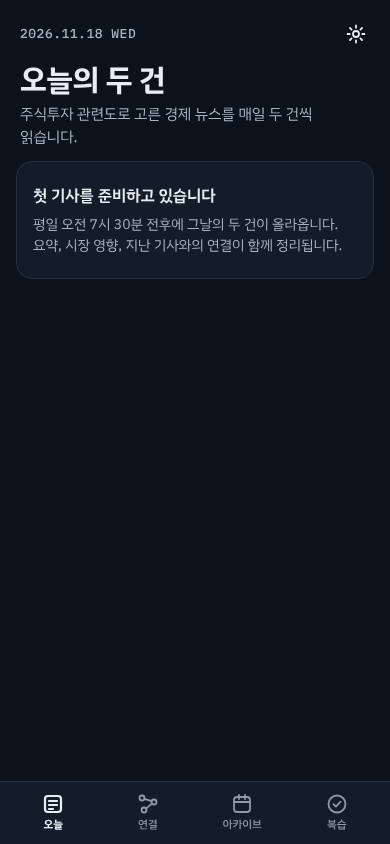 2026.11.18 WED
오늘의 두 건
주식투자 관련도로 고른 경제 뉴스를 매일 두 건씩
읽습니다.
첫 기사를 준비하고 있습니다
평일 오전 7시 30분 전후에 그날의 두 건이 올라옵니다.
요약, 시장 영향, 지난 기사와의 연결이 함께 정리됩니다.
오늘
연결
아카이브
복습